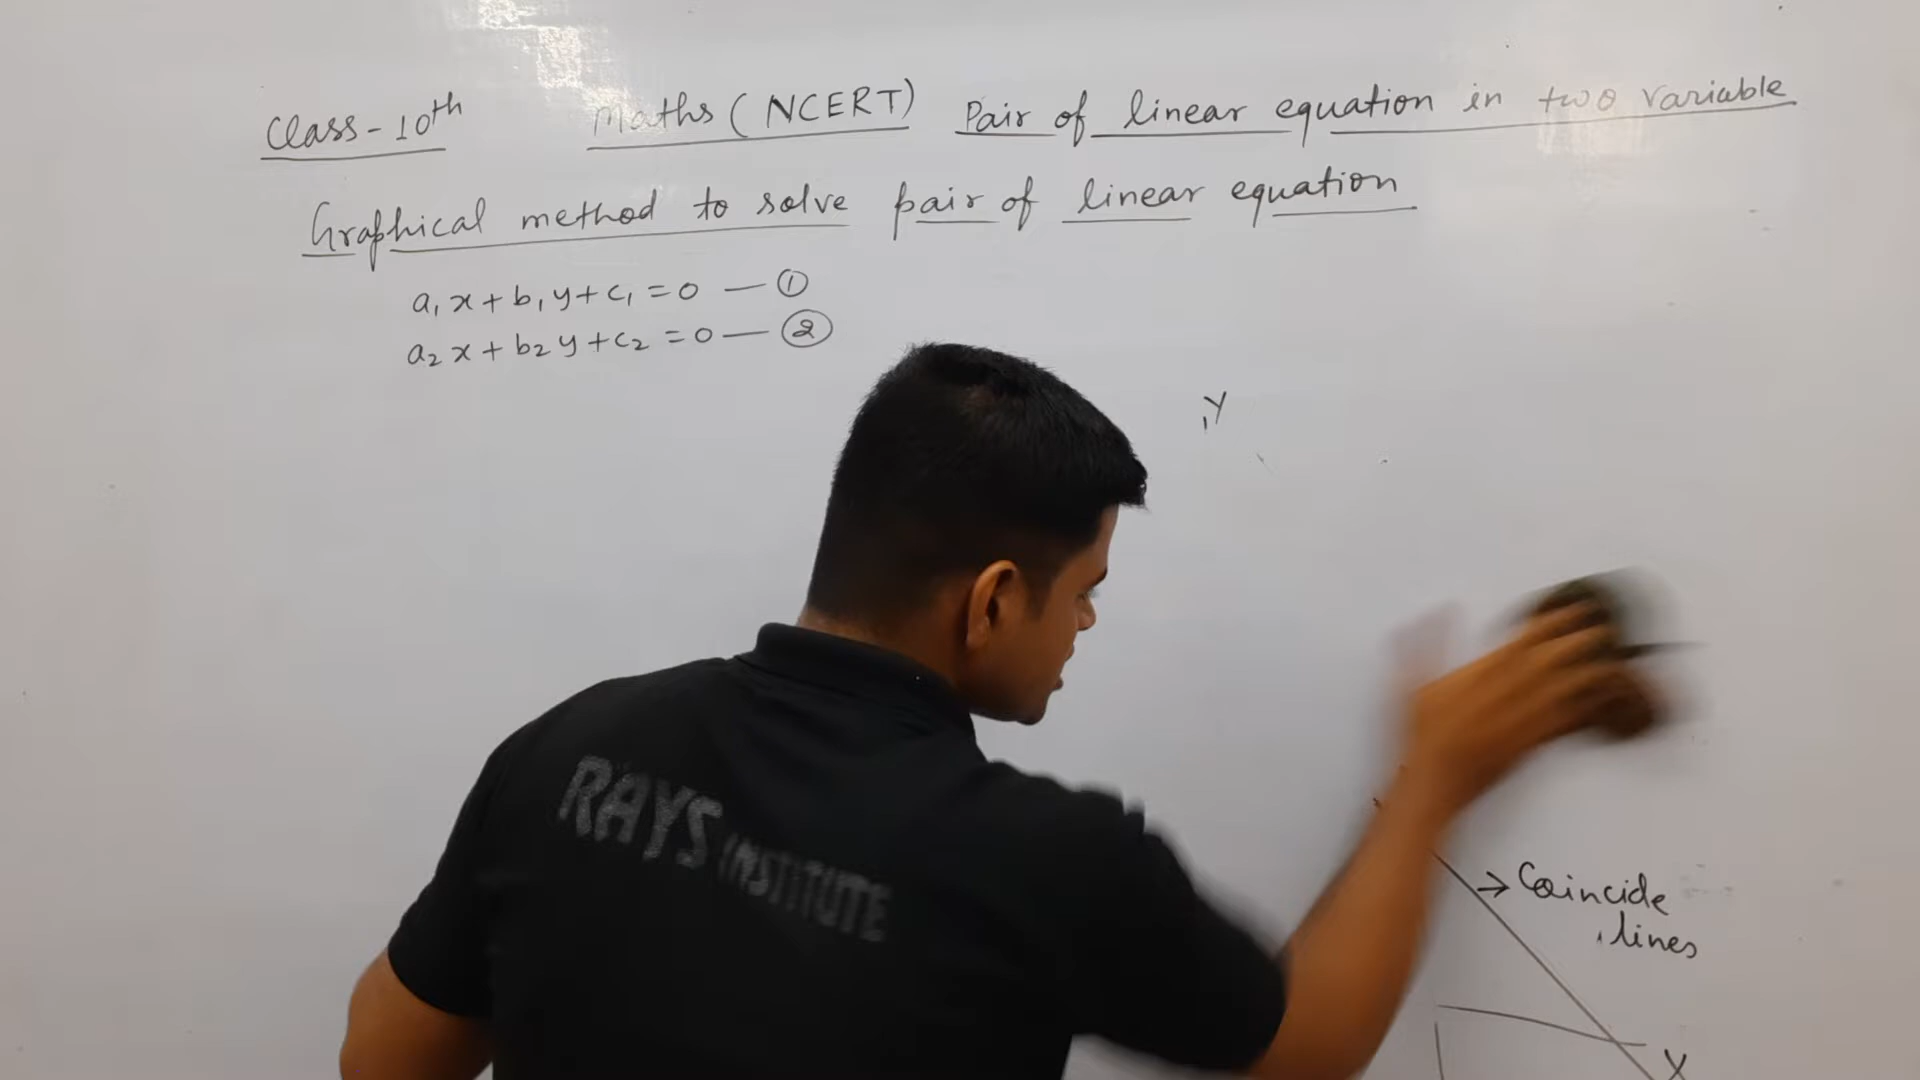 Class-10th Maths (NCERT) Pair of linear equation in two variable
Graphical method to solve pair of linear equation
a₁x + b₁y + c₁ = 0 — ①
a₂x + b₂y + c₂ = 0 — ②
Y
RAYS INSTITUTE
→ Coincide
lines
X